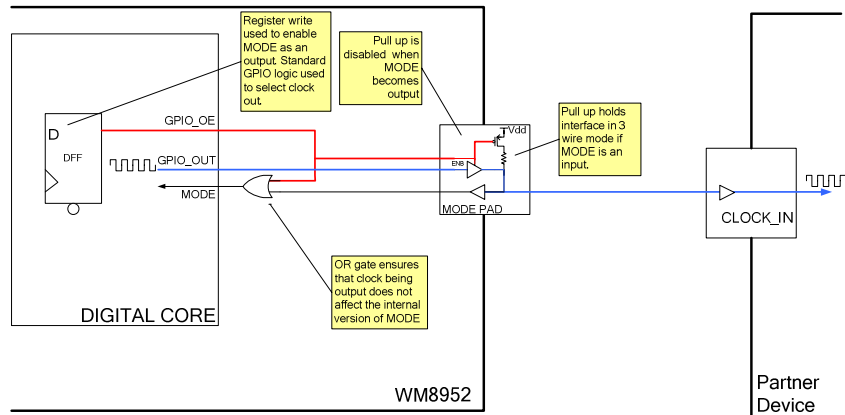 Register write
used to enable
MODE as an
output. Standard
GPIO logic used
to select clock
out.
Pull up is
disabled when
MODE
becomes
output
Pull up holds
interface in 3
wire mode if
MODE is an
input.
Vdd
D
DFF
GPIO_OE
GPIO_OUT
MODE
ENB
MODE PAD
CLOCK_IN
OR gate ensures
that clock being
output does not
affect the internal
version of MODE
DIGITAL CORE
WM8952
Partner
Device